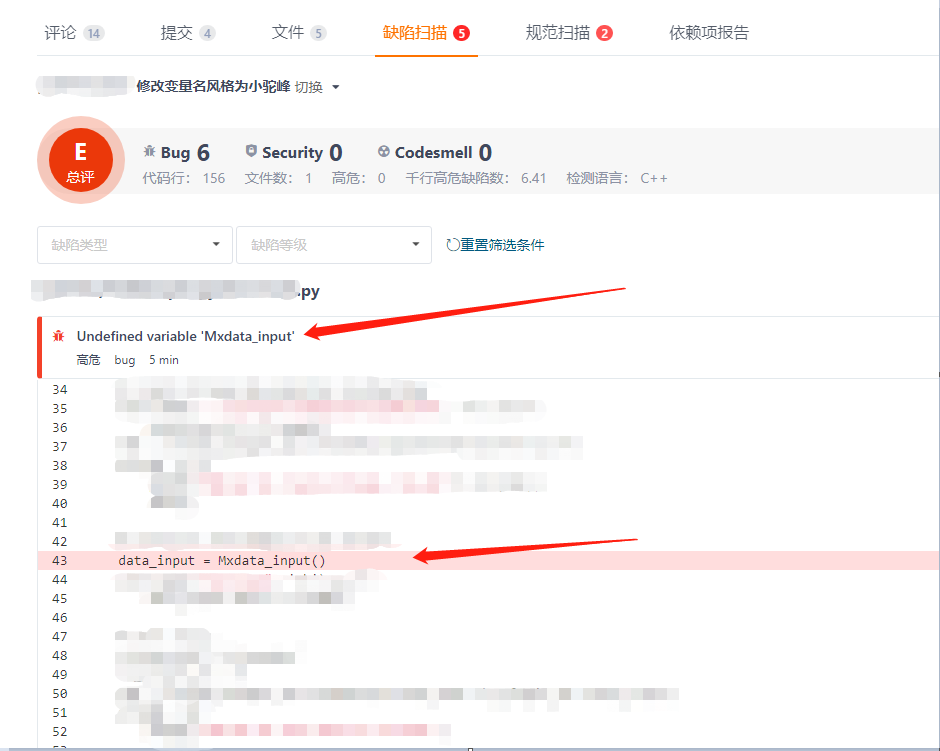 评论 14 提交 4 文件 5 缺陷扫描 5 规范扫描 2 依赖项报告
修改变量名风格为小驼峰 切换
E 总评
Bug 6 Security 0 Codesmell 0
代码行： 156 文件数： 1 高危： 0 千行高危缺陷数： 6.41 检测语言： C++
缺陷类型 缺陷等级 重置筛选条件
.py
Undefined variable 'Mxdata_input'
高危 bug 5 min
34
35
36
37
38
39
40
41
42
43 data_input = Mxdata_input()
44
45
46
47
48
49
50
51
52